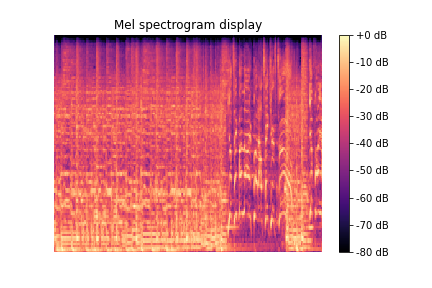 Mel spectrogram display
+0 dB
-10 dB
-20 dB
-30 dB
-40 dB
-50 dB
-60 dB
-70 dB
-80 dB